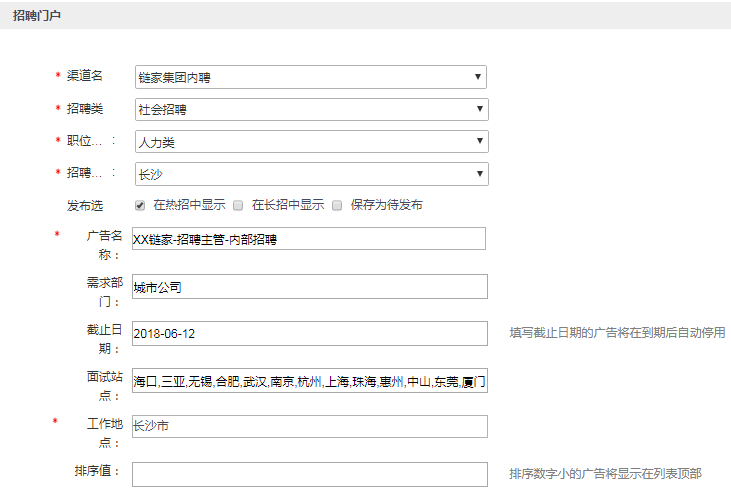 招聘门户
* 渠道名 链家集团内聘
* 招聘类 社会招聘
* 职位... : 人力类
* 招聘... : 长沙
发布选 在热招中显示 在长招中显示 保存为待发布
* 广告名称： XX链家-招聘主管-内部招聘
需求部门： 城市公司
截止日期： 2018-06-12 填写截止日期的广告将在到期后自动停用
面试站点： 海口,三亚,无锡,合肥,武汉,南京,杭州,上海,珠海,惠州,中山,东莞,厦门
* 工作地点： 长沙市
排序值： 排序数字小的广告将显示在列表顶部